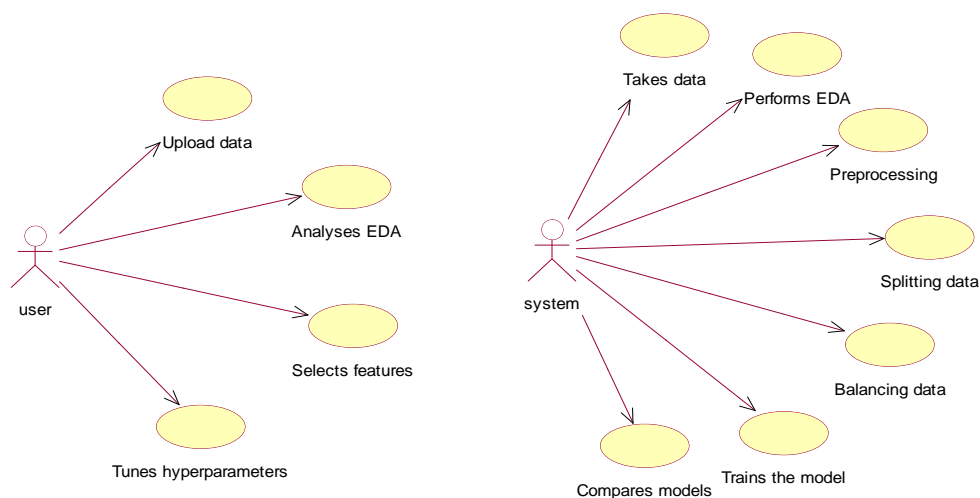 Upload data
Analyses EDA
user
Selects features
Tunes hyperparameters
Takes data
Performs EDA
Preprocessing
Splitting data
system
Balancing data
Trains the model
Compares models